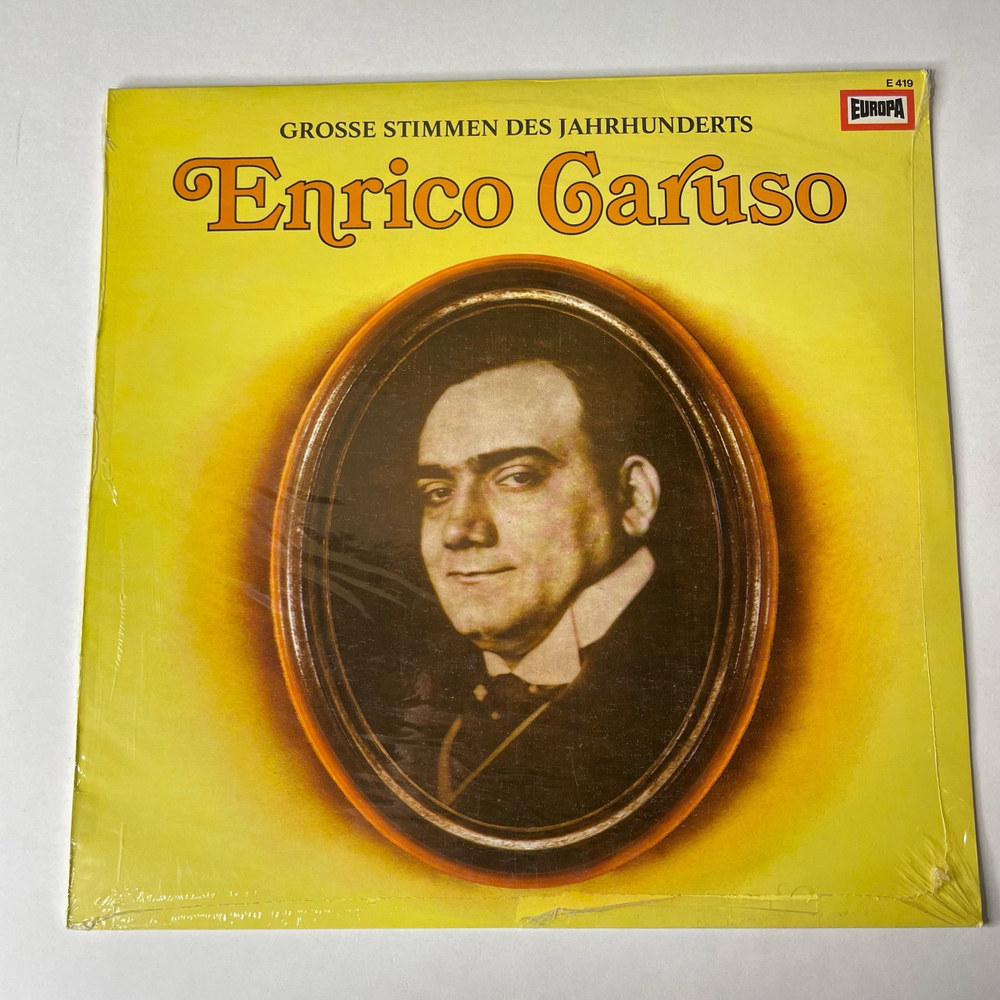 E 419
EUROPA
GROSSE STIMMEN DES JAHRHUNDERTS
Enrico Caruso